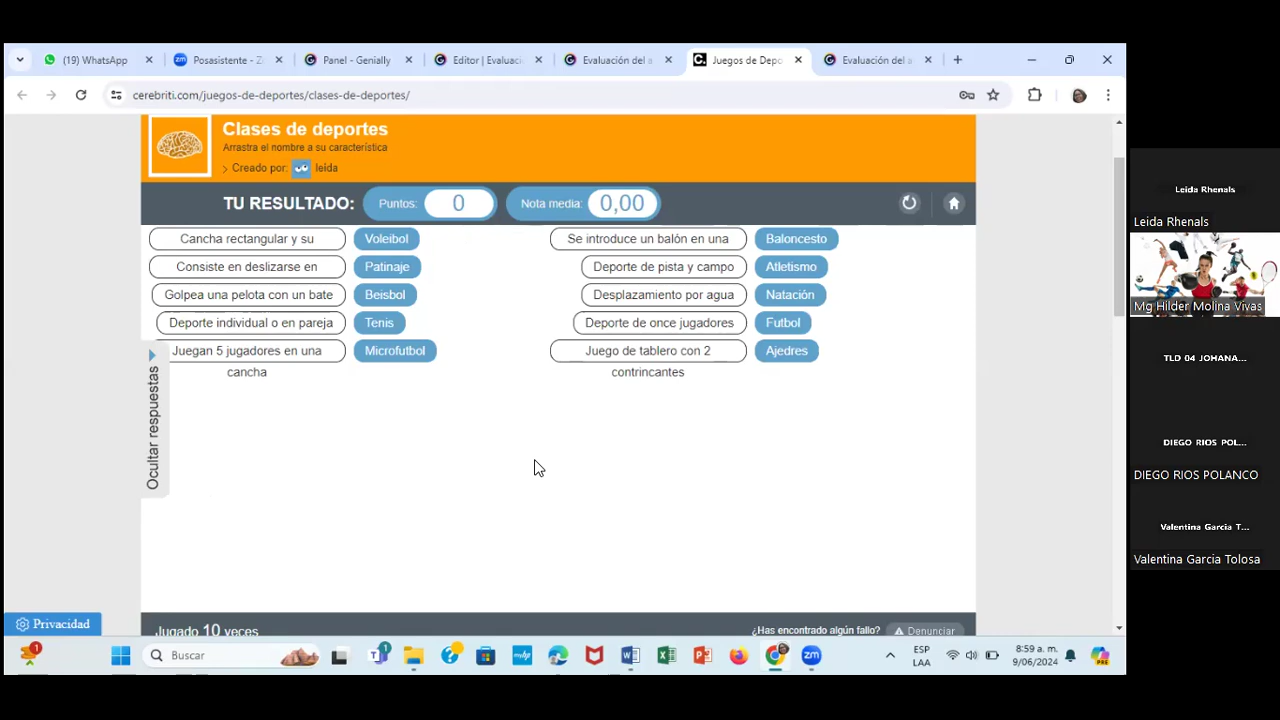 (19) WhatsApp
Posasistente - Z
Panel - Genially
Editor | Evaluaci
Evaluación del a
Juegos de Depo
Evaluación del a
cerebriti.com/juegos-de-deportes/clases-de-deportes/
Clases de deportes
Arrastra el nombre a su característica
Creado por: leida
TU RESULTADO: Puntos: 0 Nota media: 0,00
Cancha rectangular y su Voleibol
Se introduce un balón en una Baloncesto
Consiste en deslizarse en Patinaje
Deporte de pista y campo Atletismo
Golpea una pelota con un bate Beisbol
Desplazamiento por agua Natación
Deporte individual o en pareja Tenis
Deporte de once jugadores Futbol
Juegan 5 jugadores en una Microfutbol
cancha
Juego de tablero con 2 Ajedres
contrincantes
Ocultar respuestas
Jugado 10 veces
¿Has encontrado algún fallo? Denunciar
Privacidad
1
Buscar
1
ESP
LAA
8:59 a. m.
9/06/2024
PRE
Leida Rhenals
Leida Rhenals
Mg Hilder Molina Vivas
TLD 04 JOHANA...
DIEGO RIOS POL...
DIEGO RIOS POLANCO
Valentina Garcia T...
Valentina Garcia Tolosa